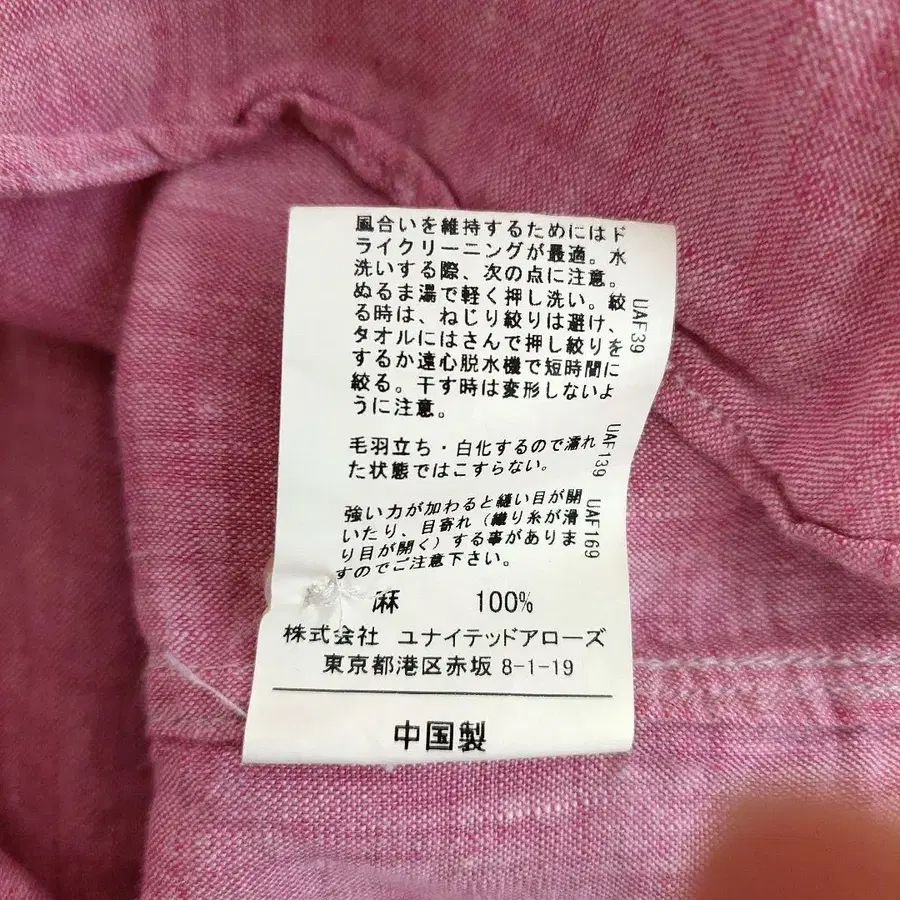 風合いを維持するためにはド
ライクリーニングが最適。水
洗いする際、次の点に注意。
ぬるま湯で軽く押し洗い。絞
る時は、ねじり絞りは避け、
タオルにはさんで押し絞りを
するか遠心脱水機で短時間に
絞る。干す時は変形しないよ
うに注意。
毛羽立ち・白化するので濡れ
た状態ではこすらない。
強い力が加わると縫い目が開
いたり、目寄れ（織り糸が滑
り目が開く）する事がありま
すのでご注意下さい。
麻 100%
株式会社 ユナイテッドアローズ
東京都港区赤坂 8-1-19
中国製
UAF39
UAF139
UAF169